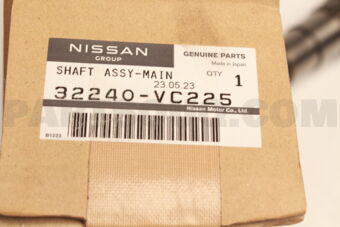 NISSAN
GROUP
GENUINE PARTS
Made in Japan
SHAFT ASSY-MAIN
QTY 1
23.05.23
32240-VC225
Nissan Motor Co., Ltd.
B1222